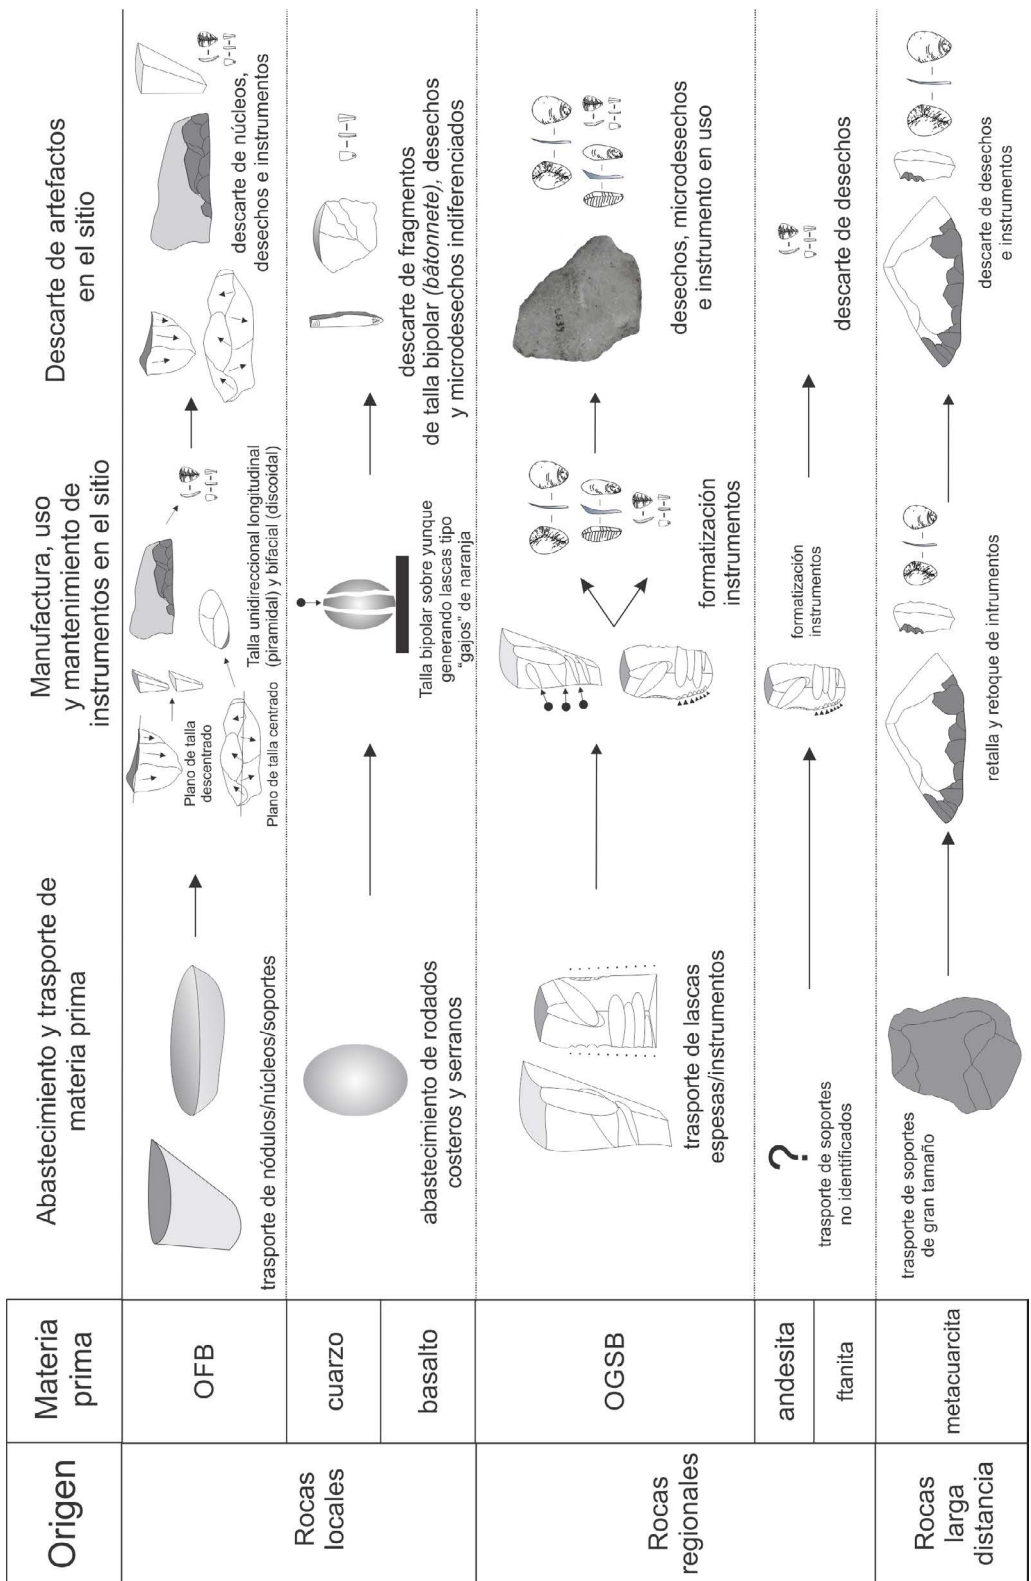 Origen
Materia
prima
Abastecimiento y trasporte de
materia prima
Manufactura, uso
y mantenimiento de
instrumentos en el sitio
Descarte de artefactos
en el sitio
Rocas
locales
OFB
trasporte de nódulos/núcleos/soportes
Plano de talla
descentrado
Plano de talla centrado
Talla unidireccional longitudinal
(piramidal) y bifacial (discoidal)
descarte de núcleos,
desechos e instrumentos
cuarzo
basalto
abastecimiento de rodados
costeros y serranos
Talla bipolar sobre yunque
generando lascas tipo
“gajos” de naranja
descarte de fragmentos
de talla bipolar (bâtonnete), desechos
y microdesechos indiferenciados
Rocas
regionales
OGSB
trasporte de lascas
espesas/instrumentos
formatización
instrumentos
desechos, microdesechos
e instrumento en uso
andesita
ftanita
?
trasporte de soportes
no identificados
formatización
instrumentos
descarte de desechos
Rocas
larga
distancia
metacuarcita
trasporte de soportes
de gran tamaño
retalla y retoque de intrumentos
descarte de desechos
e instrumentos